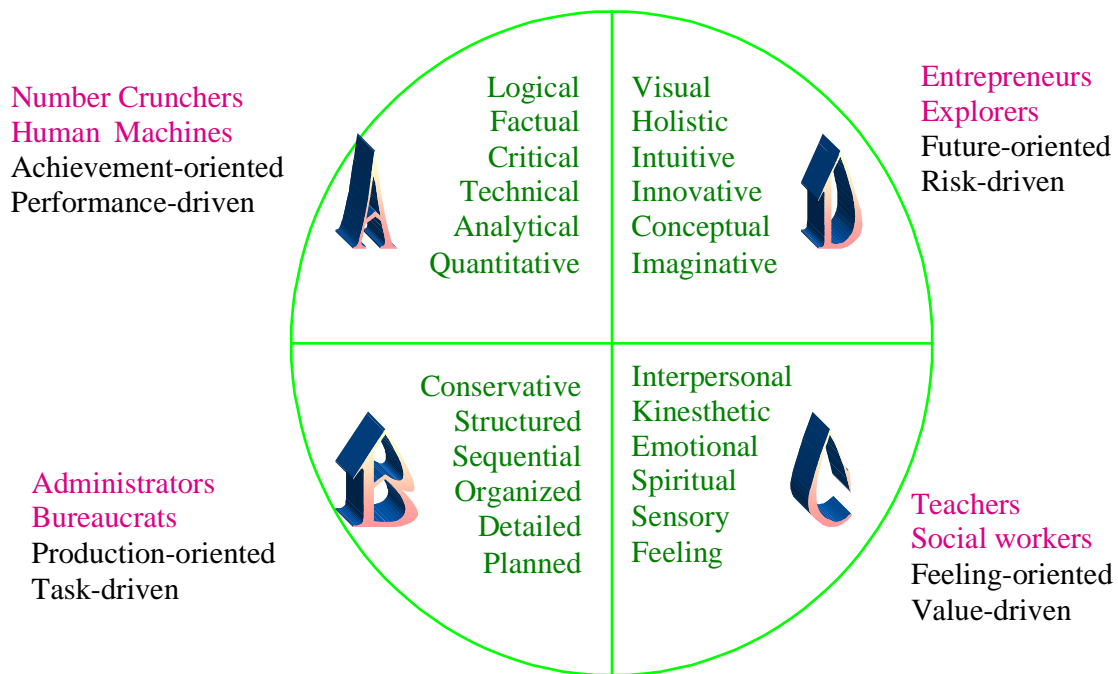 Number Crunchers
Human Machines
Achievement-oriented
Performance-driven
A
Logical
Factual
Critical
Technical
Analytical
Quantitative
Visual
Holistic
Intuitive
Innovative
Conceptual
Imaginative
D
Entrepreneurs
Explorers
Future-oriented
Risk-driven
Administrators
Bureaucrats
Production-oriented
Task-driven
B
Conservative
Structured
Sequential
Organized
Detailed
Planned
Interpersonal
Kinesthetic
Emotional
Spiritual
Sensory
Feeling
C
Teachers
Social workers
Feeling-oriented
Value-driven